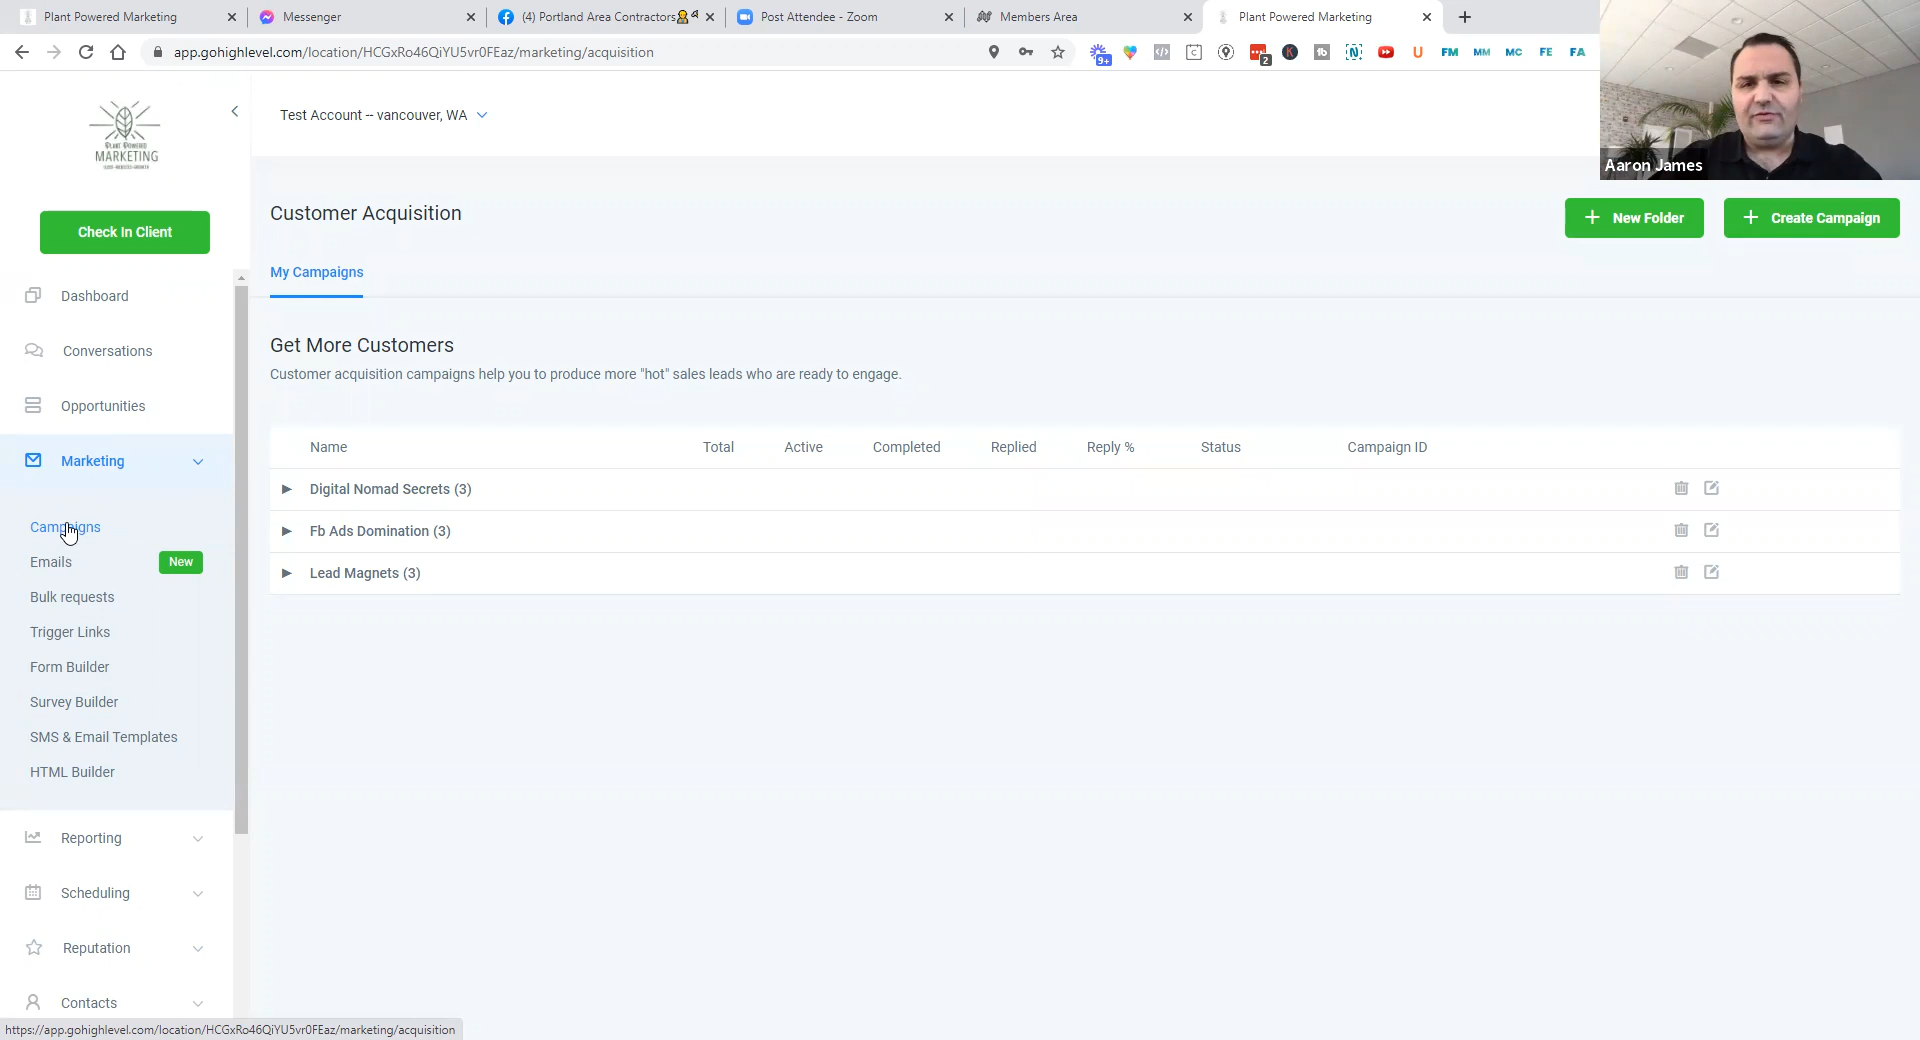 Plant Powered Marketing
Messenger
(4) Portland Area Contractors
Post Attendee - Zoom
Members Area
Plant Powered Marketing
app.gohighlevel.com/location/HCGxRo46QiYU5vr0FEaz/marketing/acquisition
9+
2
K
tb
N
U
FM
MM
MC
FE
FA
Aaron James
PLANT POWERED
MARKETING
Test Account -- vancouver, WA
Check In Client
Customer Acquisition
New Folder
Create Campaign
My Campaigns
Dashboard
Conversations
Opportunities
Marketing
Campaigns
Emails
New
Bulk requests
Trigger Links
Form Builder
Survey Builder
SMS & Email Templates
HTML Builder
Reporting
Scheduling
Reputation
Contacts
Get More Customers
Customer acquisition campaigns help you to produce more "hot" sales leads who are ready to engage.
Name Total Active Completed Replied Reply % Status Campaign ID
Digital Nomad Secrets (3)
Fb Ads Domination (3)
Lead Magnets (3)
https://app.gohighlevel.com/location/HCGxRo46QiYU5vr0FEaz/marketing/acquisition